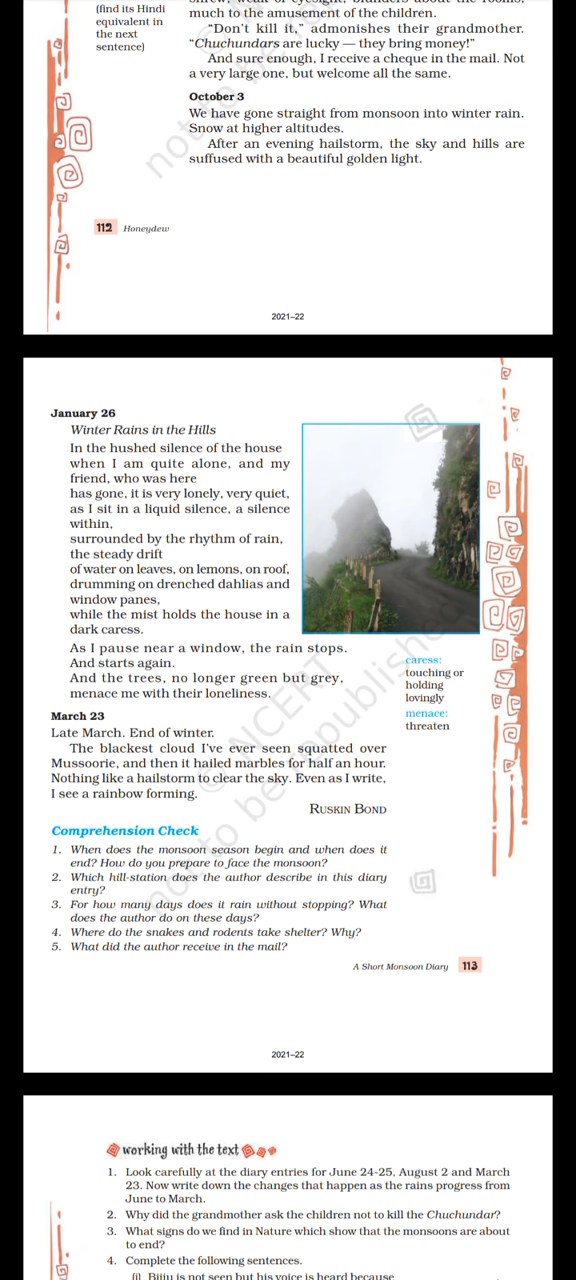 (find its Hindi
equivalent in
the next
sentence)
much to the amusement of the children.
“Don’t kill it,” admonishes their grandmother.
“Chuchundars are lucky — they bring money!”
And sure enough, I receive a cheque in the mail. Not
a very large one, but welcome all the same.
October 3
We have gone straight from monsoon into winter rain.
Snow at higher altitudes.
After an evening hailstorm, the sky and hills are
suffused with a beautiful golden light.
112 Honeydew
2021–22
January 26
Winter Rains in the Hills
In the hushed silence of the house
when I am quite alone, and my
friend, who was here
has gone, it is very lonely, very quiet,
as I sit in a liquid silence, a silence
within,
surrounded by the rhythm of rain,
the steady drift
of water on leaves, on lemons, on roof,
drumming on drenched dahlias and
window panes,
while the mist holds the house in a
dark caress.
As I pause near a window, the rain stops.
And starts again.
And the trees, no longer green but grey,
menace me with their loneliness.
caress:
touching or
holding
lovingly
menace:
threaten
March 23
Late March. End of winter.
The blackest cloud I’ve ever seen squatted over
Mussoorie, and then it hailed marbles for half an hour.
Nothing like a hailstorm to clear the sky. Even as I write,
I see a rainbow forming.
RUSKIN BOND
Comprehension Check
1. When does the monsoon season begin and when does it
end? How do you prepare to face the monsoon?
2. Which hill-station does the author describe in this diary
entry?
3. For how many days does it rain without stopping? What
does the author do on these days?
4. Where do the snakes and rodents take shelter? Why?
5. What did the author receive in the mail?
A Short Monsoon Diary 113
© NCERT
not to be republished
2021–22
working with the text
1. Look carefully at the diary entries for June 24-25, August 2 and March
23. Now write down the changes that happen as the rains progress from
June to March.
2. Why did the grandmother ask the children not to kill the Chuchundar?
3. What signs do we find in Nature which show that the monsoons are about
to end?
4. Complete the following sentences.
(i) Bijju is not seen but his voice is heard because